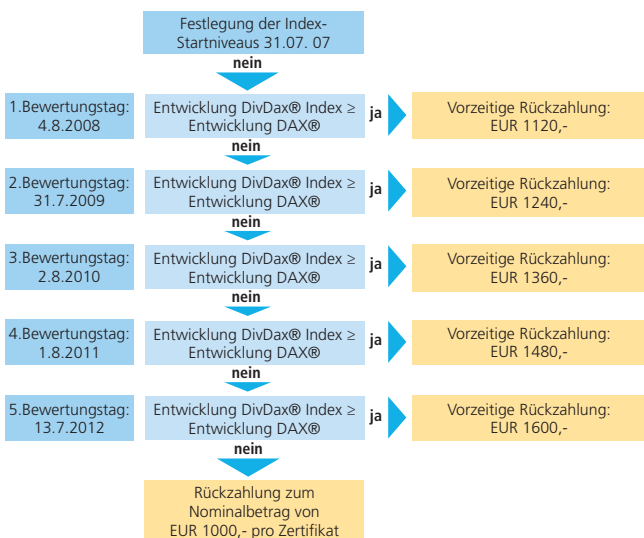 Festlegung der Index-
Startniveaus 31.07. 07
nein
1.Bewertungstag:
4.8.2008
Entwicklung DivDax® Index ≥
Entwicklung DAX®
ja
Vorzeitige Rückzahlung:
EUR 1120,-
nein
2.Bewertungstag:
31.7.2009
Entwicklung DivDax® Index ≥
Entwicklung DAX®
ja
Vorzeitige Rückzahlung:
EUR 1240,-
nein
3.Bewertungstag:
2.8.2010
Entwicklung DivDax® Index ≥
Entwicklung DAX®
ja
Vorzeitige Rückzahlung:
EUR 1360,-
nein
4.Bewertungstag:
1.8.2011
Entwicklung DivDax® Index ≥
Entwicklung DAX®
ja
Vorzeitige Rückzahlung:
EUR 1480,-
nein
5.Bewertungstag:
13.7.2012
Entwicklung DivDax® Index ≥
Entwicklung DAX®
ja
Vorzeitige Rückzahlung:
EUR 1600,-
nein
Rückzahlung zum
Nominalbetrag von
EUR 1000,- pro Zertifikat